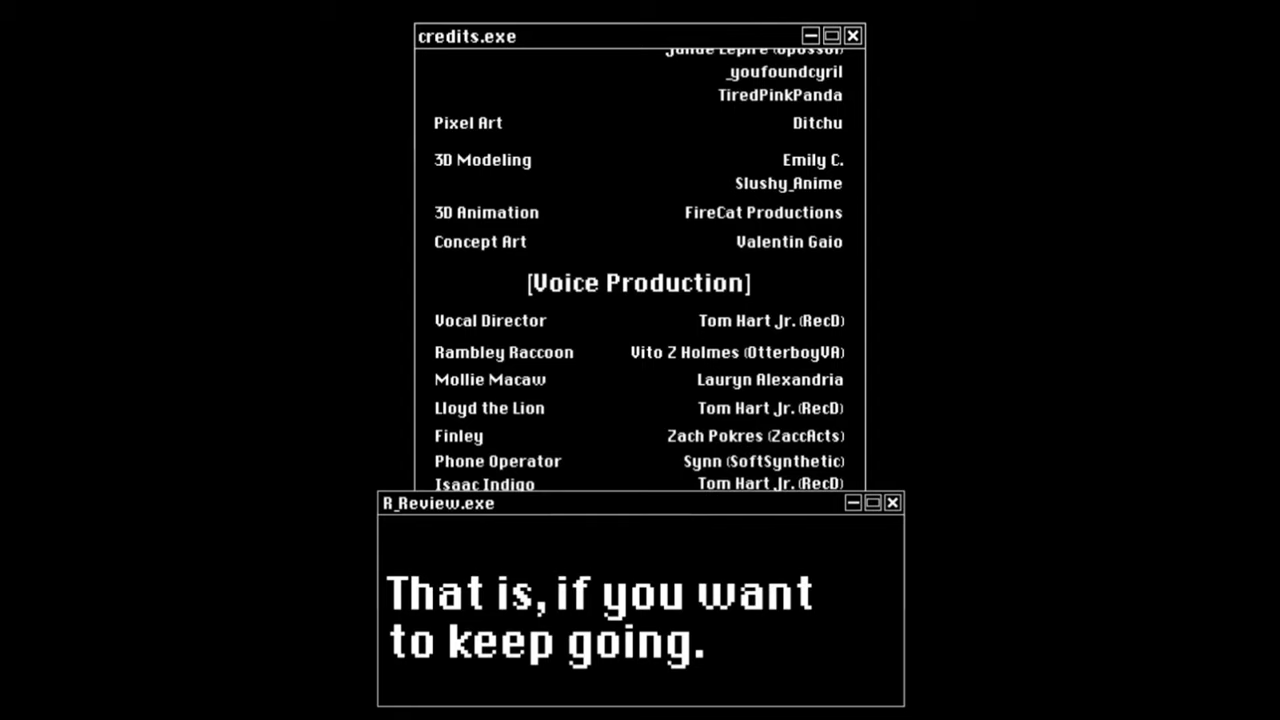 credits.exe
_youfoundcyril
TiredPinkPanda
Pixel Art Ditchu
3D Modeling Emily C.
Slushy_Anime
3D Animation FireCat Productions
Concept Art Valentin Gaio
[Voice Production]
Vocal Director Tom Hart Jr. (RecD)
Rambley Raccoon Vito Z Holmes (OtterboyVA)
Mollie Macaw Lauryn Alexandria
Lloyd the Lion Tom Hart Jr. (RecD)
Finley Zach Pokres (ZaccActs)
Phone Operator Synn (SoftSynthetic)
Isaac Indigo Tom Hart Jr. (RecD)
R_Review.exe
That is, if you want
to keep going.